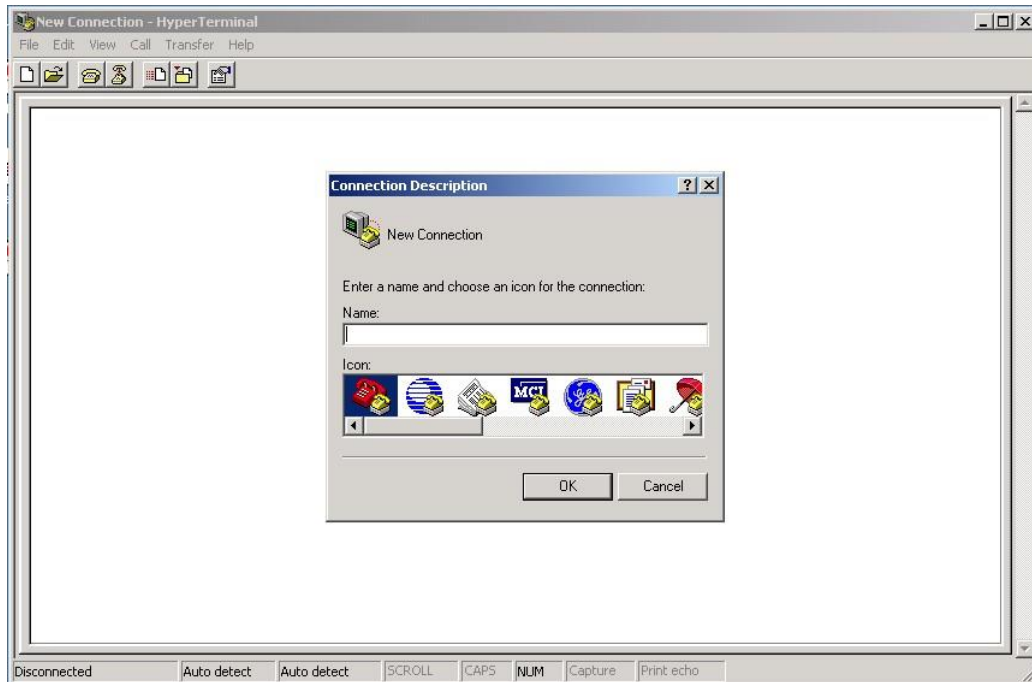 New Connection - HyperTerminal
File Edit View Call Transfer Help
Connection Description
New Connection
Enter a name and choose an icon for the connection:
Name:
Icon:
MCI
OK Cancel
Disconnected Auto detect Auto detect SCROLL CAPS NUM Capture Print echo